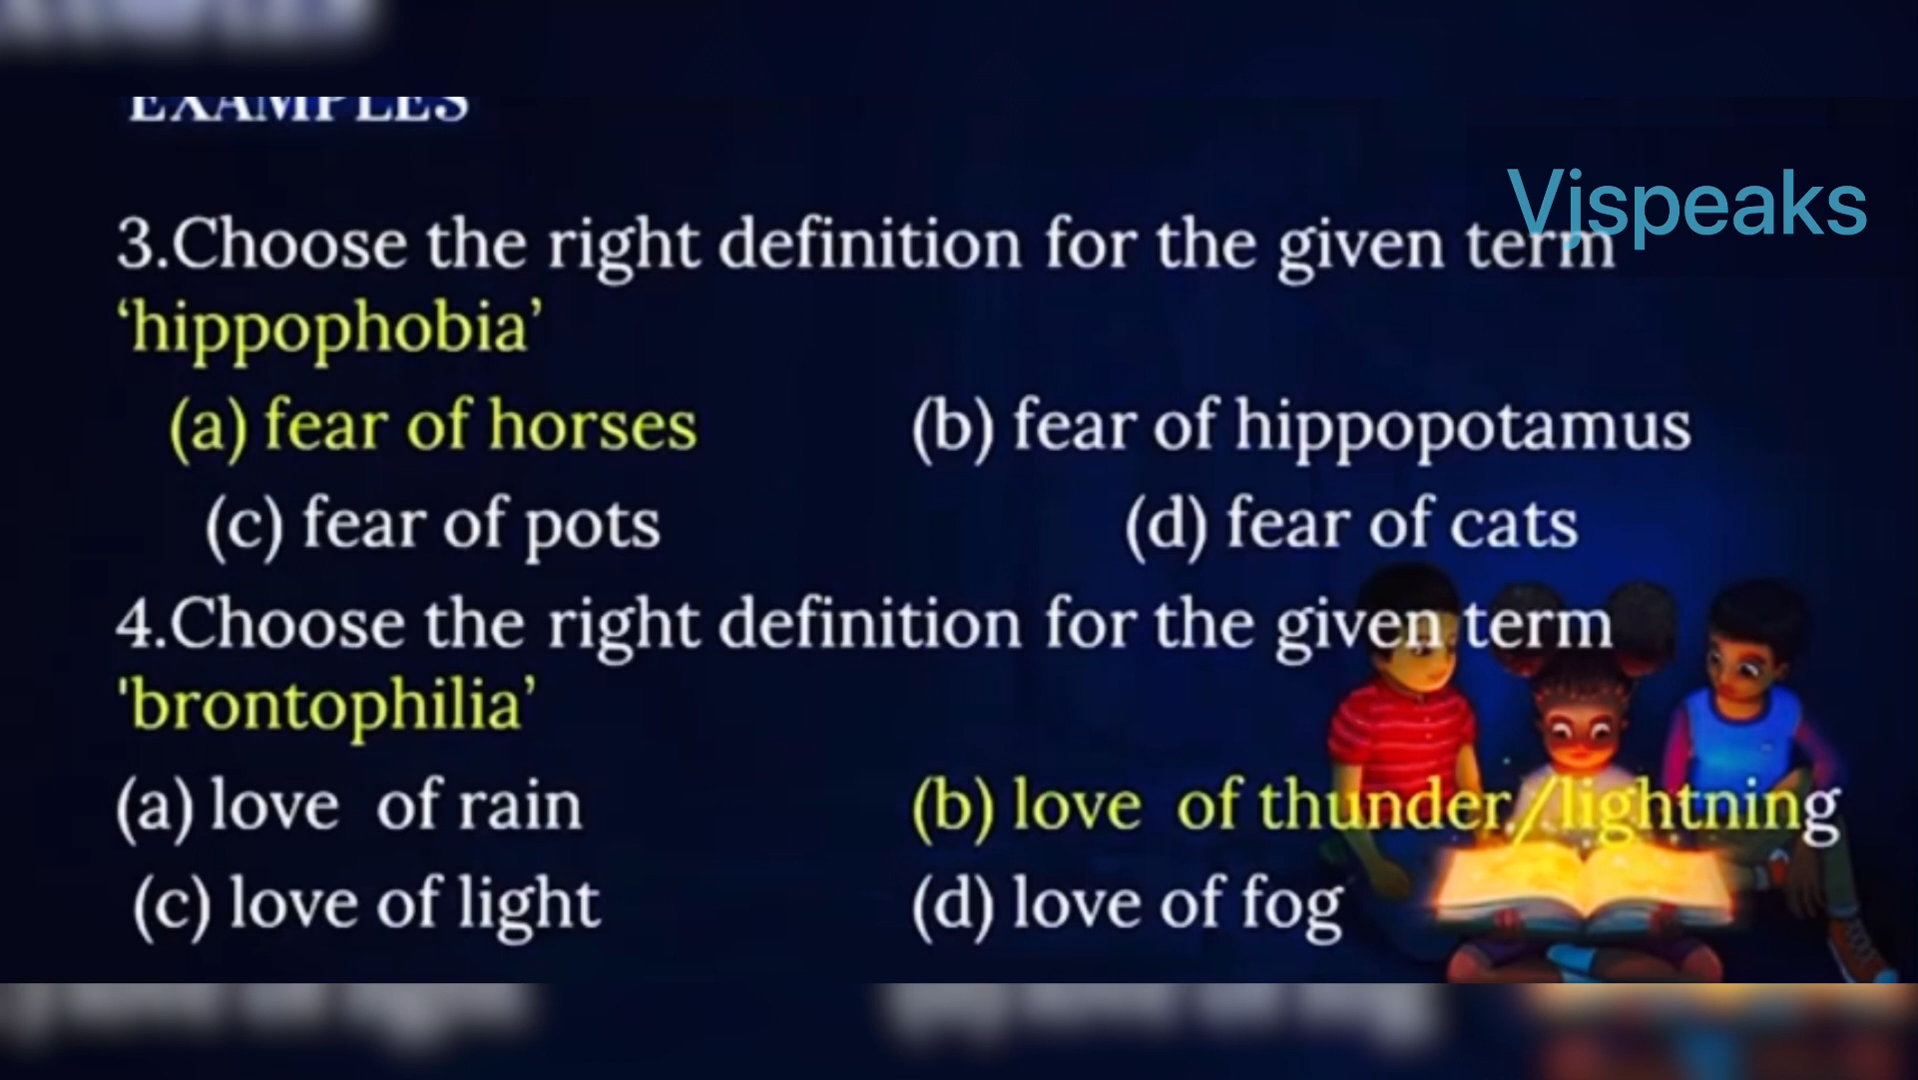 EXAMPLES
Vjspeaks
3.Choose the right definition for the given term
‘hippophobia’
(a) fear of horses (b) fear of hippopotamus
(c) fear of pots (d) fear of cats
4.Choose the right definition for the given term
'brontophilia’
(a) love of rain (b) love of thunder/lightning
(c) love of light (d) love of fog